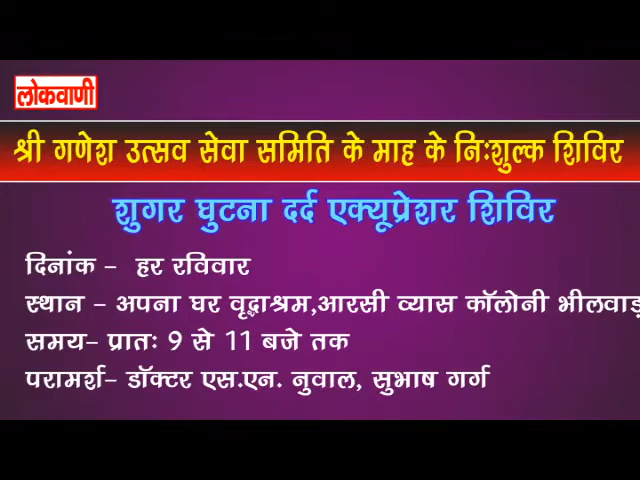 लोकवाणी
श्री गणेश उत्सव सेवा समिति के माह के निःशुल्क शिविर
शुगर घुटना दर्द एक्यूप्रेशर शिविर
दिनांक – हर रविवार
स्थान – अपना घर वृद्धाश्रम,आरसी व्यास कॉलोनी भीलवाड़
समय– प्रातः 9 से 11 बजे तक
परामर्श– डॉक्टर एस.एन. नुवाल, सुभाष गर्ग